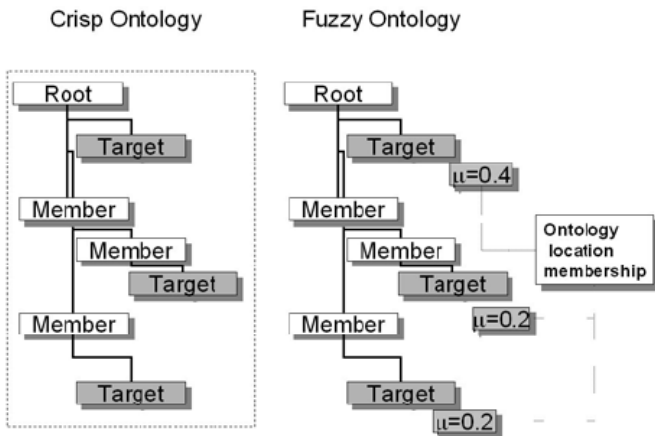 Crisp Ontology
Fuzzy Ontology
Root
Target
Member
Member
Target
Member
Target
Root
Target
μ=0.4
Member
Member
Target
μ=0.2
Member
Target
μ=0.2
Ontology
location
membership